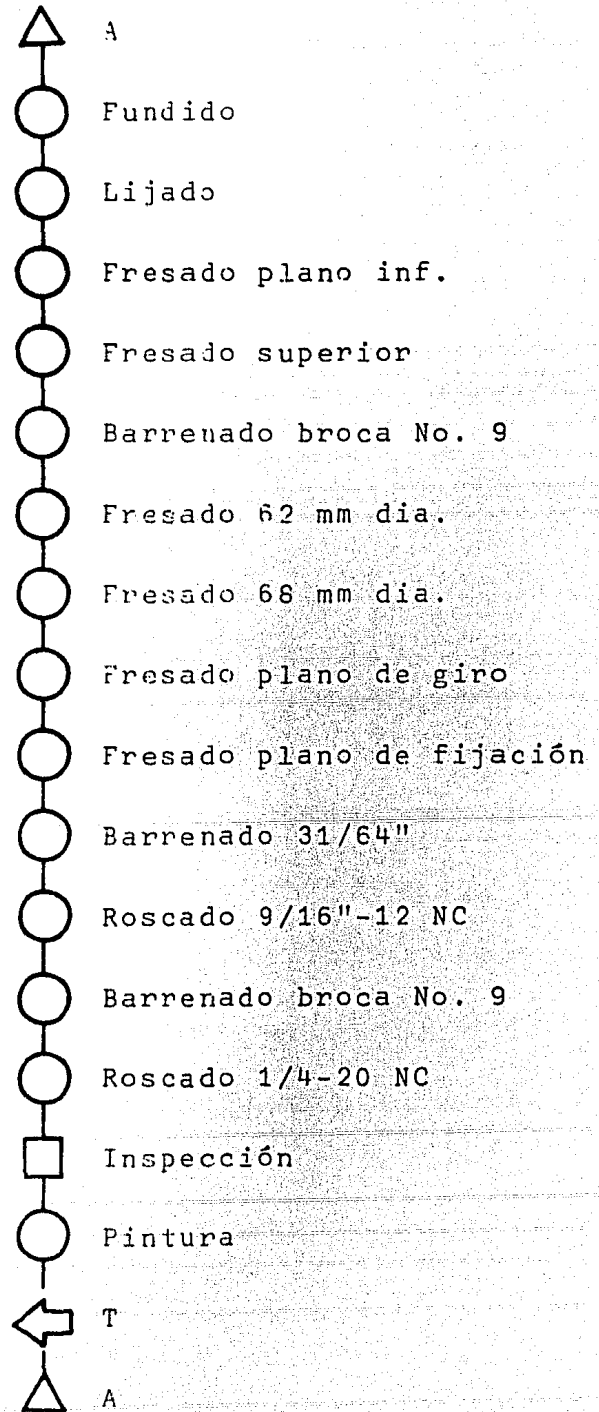 A
Fundido
Lijado
Fresado plano inf.
Fresado superior
Barrenado broca No. 9
Fresado 62 mm dia.
Fresado 68 mm dia.
Fresado plano de giro
Fresado plano de fijación
Barrenado 31/64"
Roscado 9/16"-12 NC
Barrenado broca No. 9
Roscado 1/4-20 NC
Inspección
Pintura
T
A